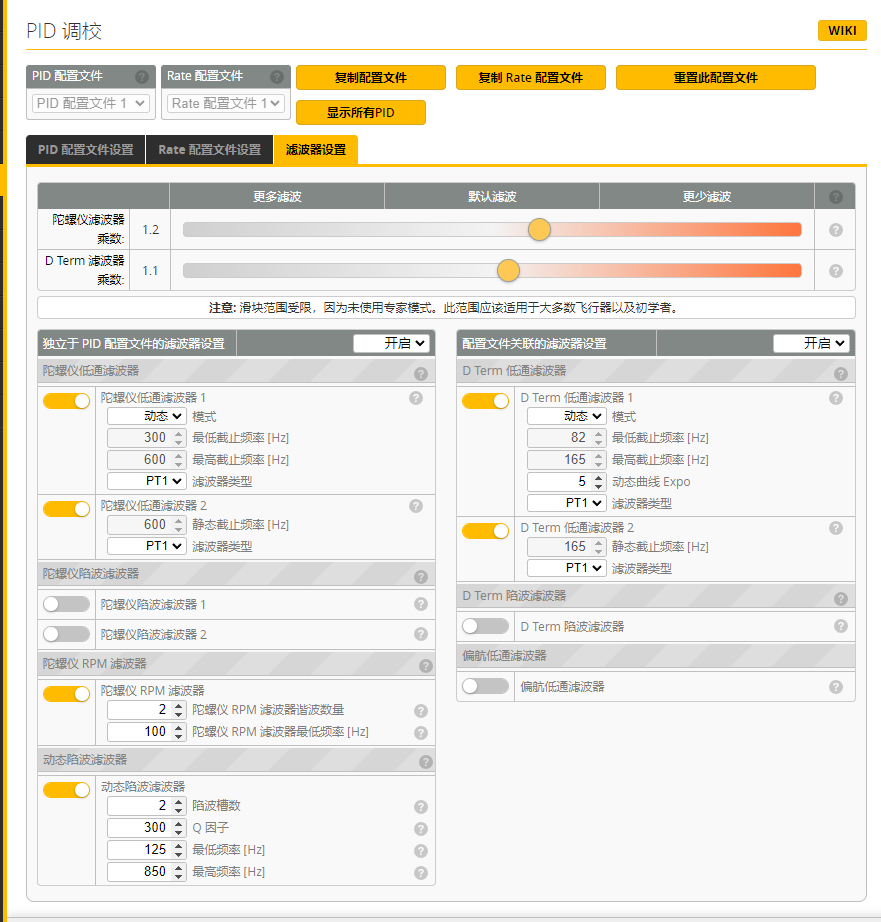 PID 调校
WIKI
PID 配置文件
Rate 配置文件
复制配置文件
复制 Rate 配置文件
重置此配置文件
PID 配置文件 1
Rate 配置文件 1
显示所有PID
PID 配置文件设置
Rate 配置文件设置
滤波器设置
更多滤波
默认滤波
更少滤波
陀螺仪滤波器
乘数:
1.2
D Term 滤波器
乘数:
1.1
注意: 滑块范围受限，因为未使用专家模式。此范围应该适用于大多数飞行器以及初学者。
独立于 PID 配置文件的滤波器设置
开启
陀螺仪低通滤波器
陀螺仪低通滤波器 1
动态 模式
300 最低截止频率 [Hz]
600 最高截止频率 [Hz]
PT1 滤波器类型
陀螺仪低通滤波器 2
600 静态截止频率 [Hz]
PT1 滤波器类型
陀螺仪陷波滤波器
陀螺仪陷波滤波器 1
陀螺仪陷波滤波器 2
陀螺仪 RPM 滤波器
陀螺仪 RPM 滤波器
2 陀螺仪 RPM 滤波器谐波数量
100 陀螺仪 RPM 滤波器最低频率 [Hz]
动态陷波滤波器
动态陷波滤波器
2 陷波槽数
300 Q 因子
125 最低频率 [Hz]
850 最高频率 [Hz]
配置文件关联的滤波器设置
开启
D Term 低通滤波器
D Term 低通滤波器 1
动态 模式
82 最低截止频率 [Hz]
165 最高截止频率 [Hz]
5 动态曲线 Expo
PT1 滤波器类型
D Term 低通滤波器 2
165 静态截止频率 [Hz]
PT1 滤波器类型
D Term 陷波滤波器
D Term 陷波滤波器
偏航低通滤波器
偏航低通滤波器